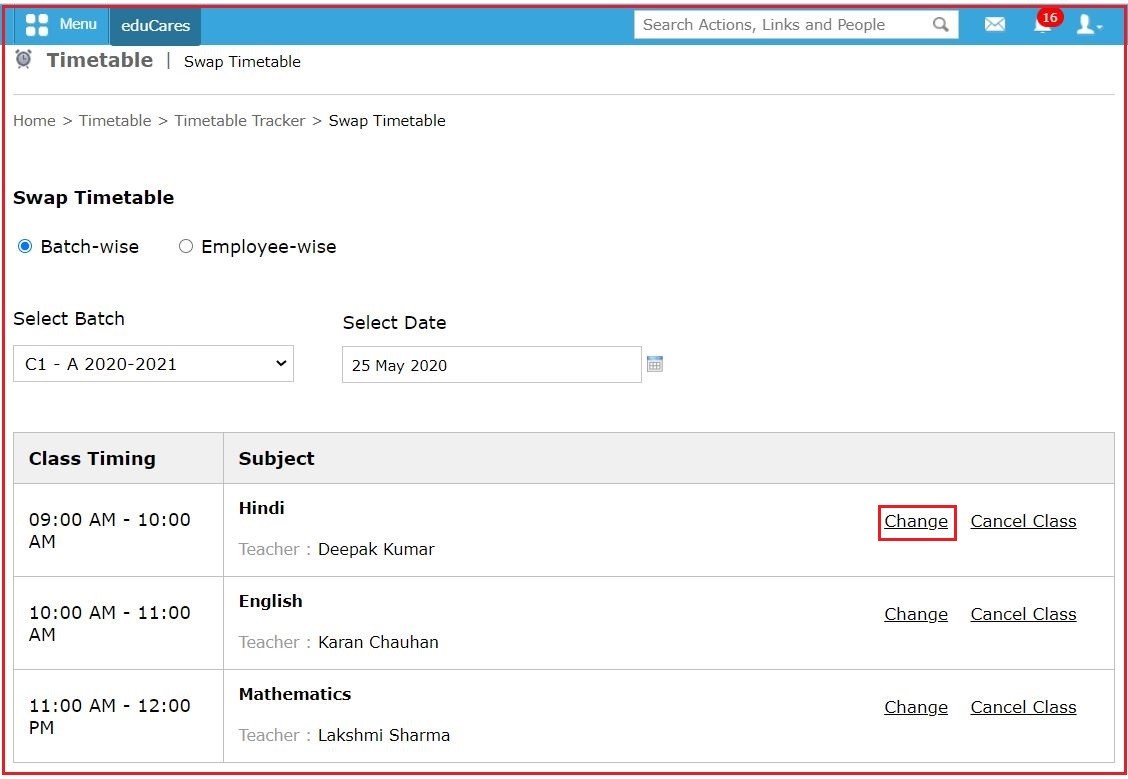 Menu eduCares Search Actions, Links and People 16
Timetable | Swap Timetable
Home > Timetable > Timetable Tracker > Swap Timetable
Swap Timetable
Batch-wise Employee-wise
Select Batch Select Date
C1 - A 2020-2021 25 May 2020
Class Timing Subject
09:00 AM - 10:00
AM
Hindi
Teacher : Deepak Kumar
Change Cancel Class
10:00 AM - 11:00
AM
English
Teacher : Karan Chauhan
Change Cancel Class
11:00 AM - 12:00
PM
Mathematics
Teacher : Lakshmi Sharma
Change Cancel Class